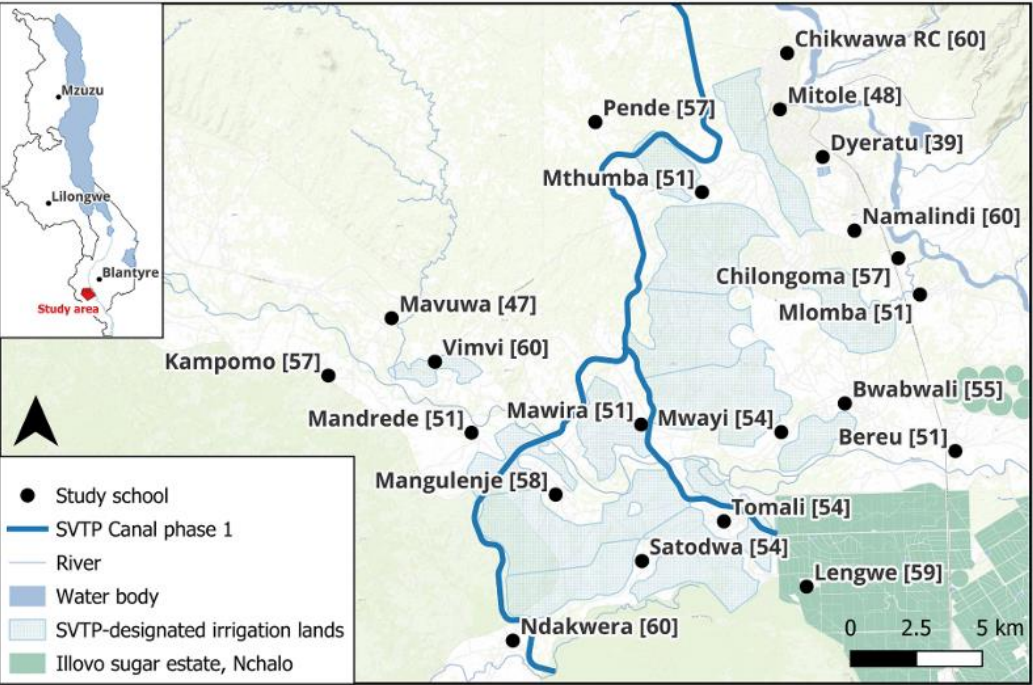 Mzuzu
Lilongwe
Blantyre
Study area
Chikwawa RC [60]
Mitole [48]
Pende [57]
Dyeratu [39]
Mthumba [51]
Namalindi [60]
Chilongoma [57]
Mlomba [51]
Mavuwa [47]
Vimvi [60]
Kampomo [57]
Bwabwali [55]
Mandrede [51]
Mawira [51]
Mwayi [54]
Bereu [51]
Mangulenje [58]
Tomali [54]
Satodwa [54]
Lengwe [59]
Ndakwera [60]
Study school
SVTP Canal phase 1
River
Water body
SVTP-designated irrigation lands
Illovo sugar estate, Nchalo
0 2.5 5 km